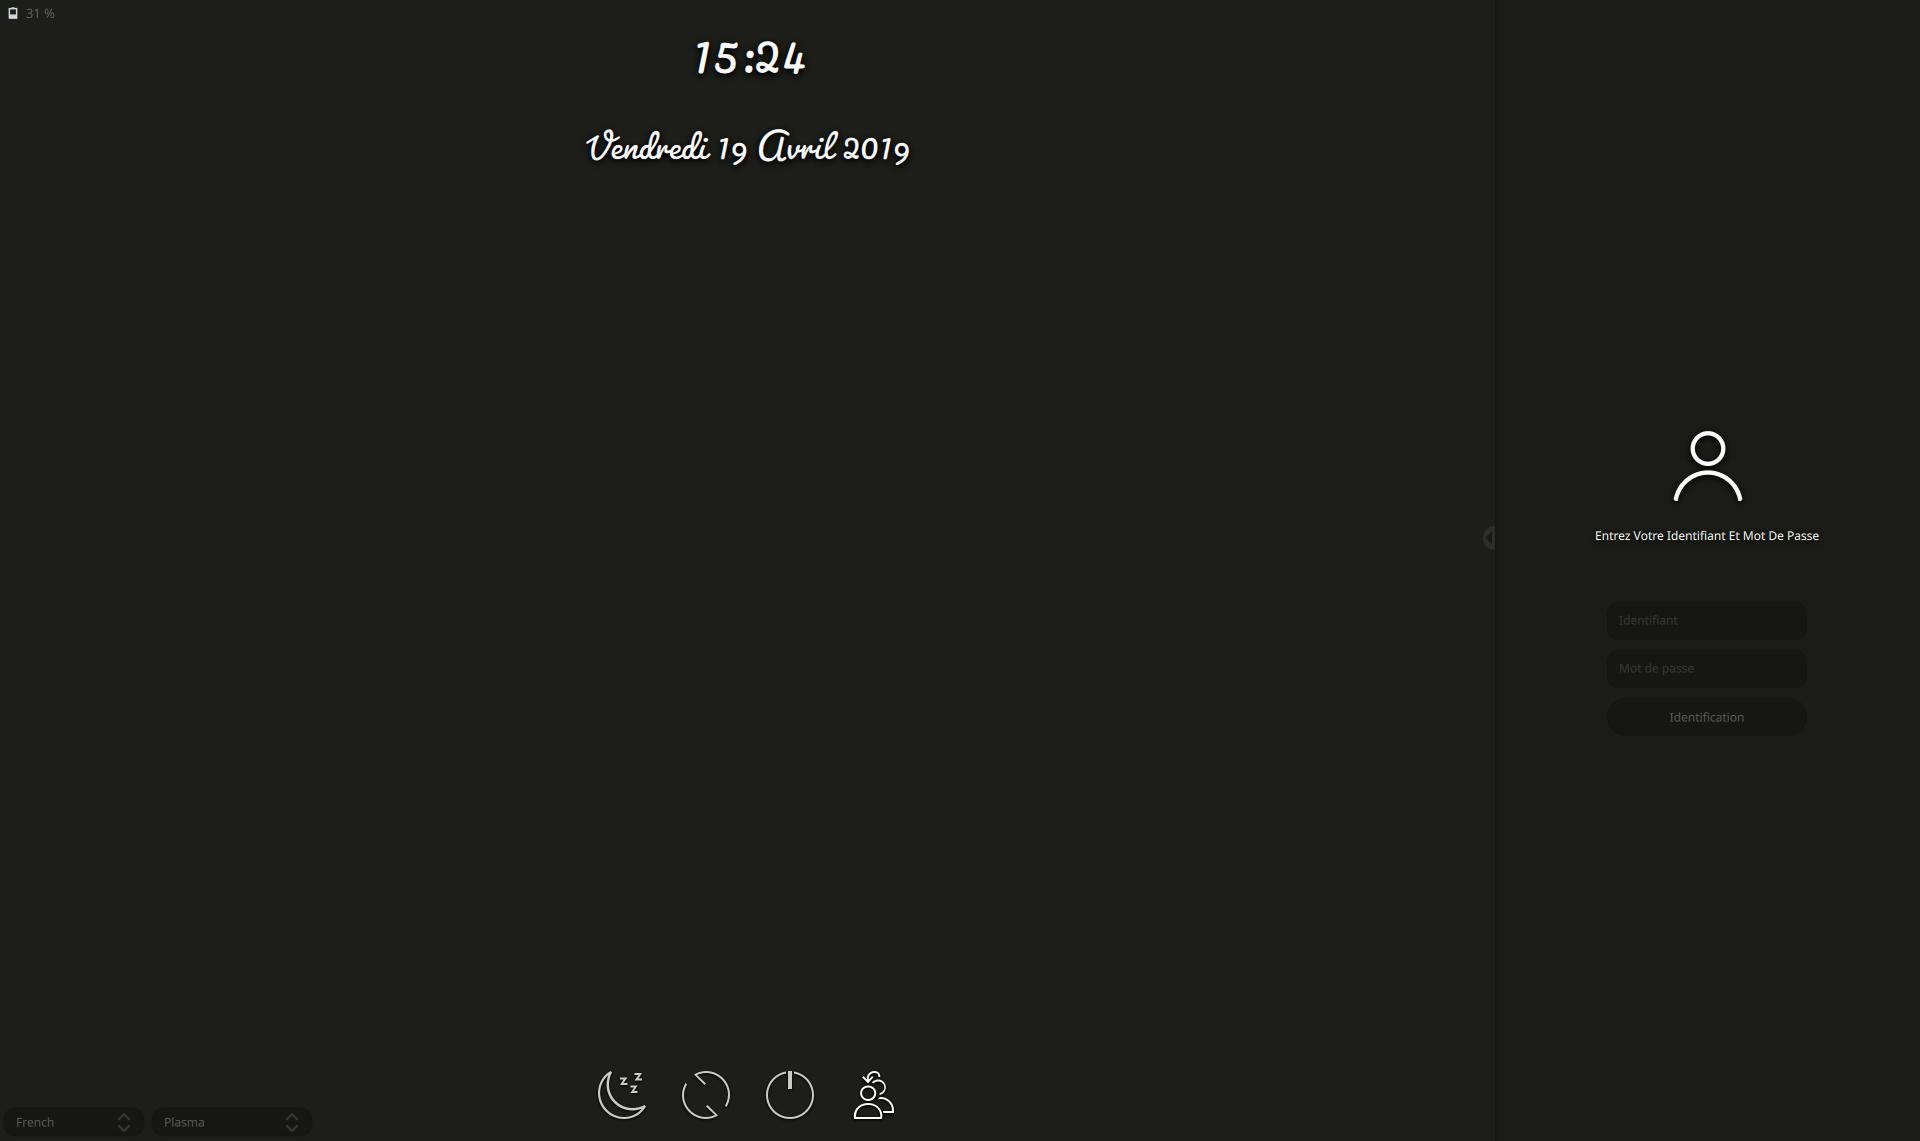 31 %
15:24
Vendredi 19 Avril 2019
Entrez Votre Identifiant Et Mot De Passe
Identifiant
Mot de passe
Identification
z z z
French
Plasma